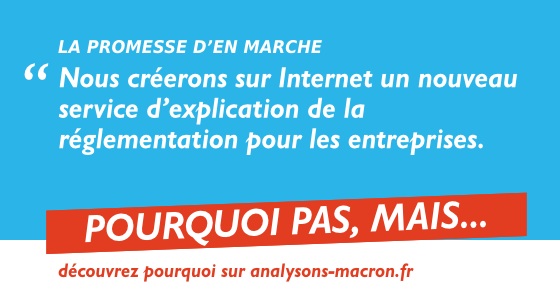 LA PROMESSE D’EN MARCHE
“ Nous créerons sur Internet un nouveau
service d’explication de la
réglementation pour les entreprises.
POURQUOI PAS, MAIS...
découvrez pourquoi sur analysons-macron.fr